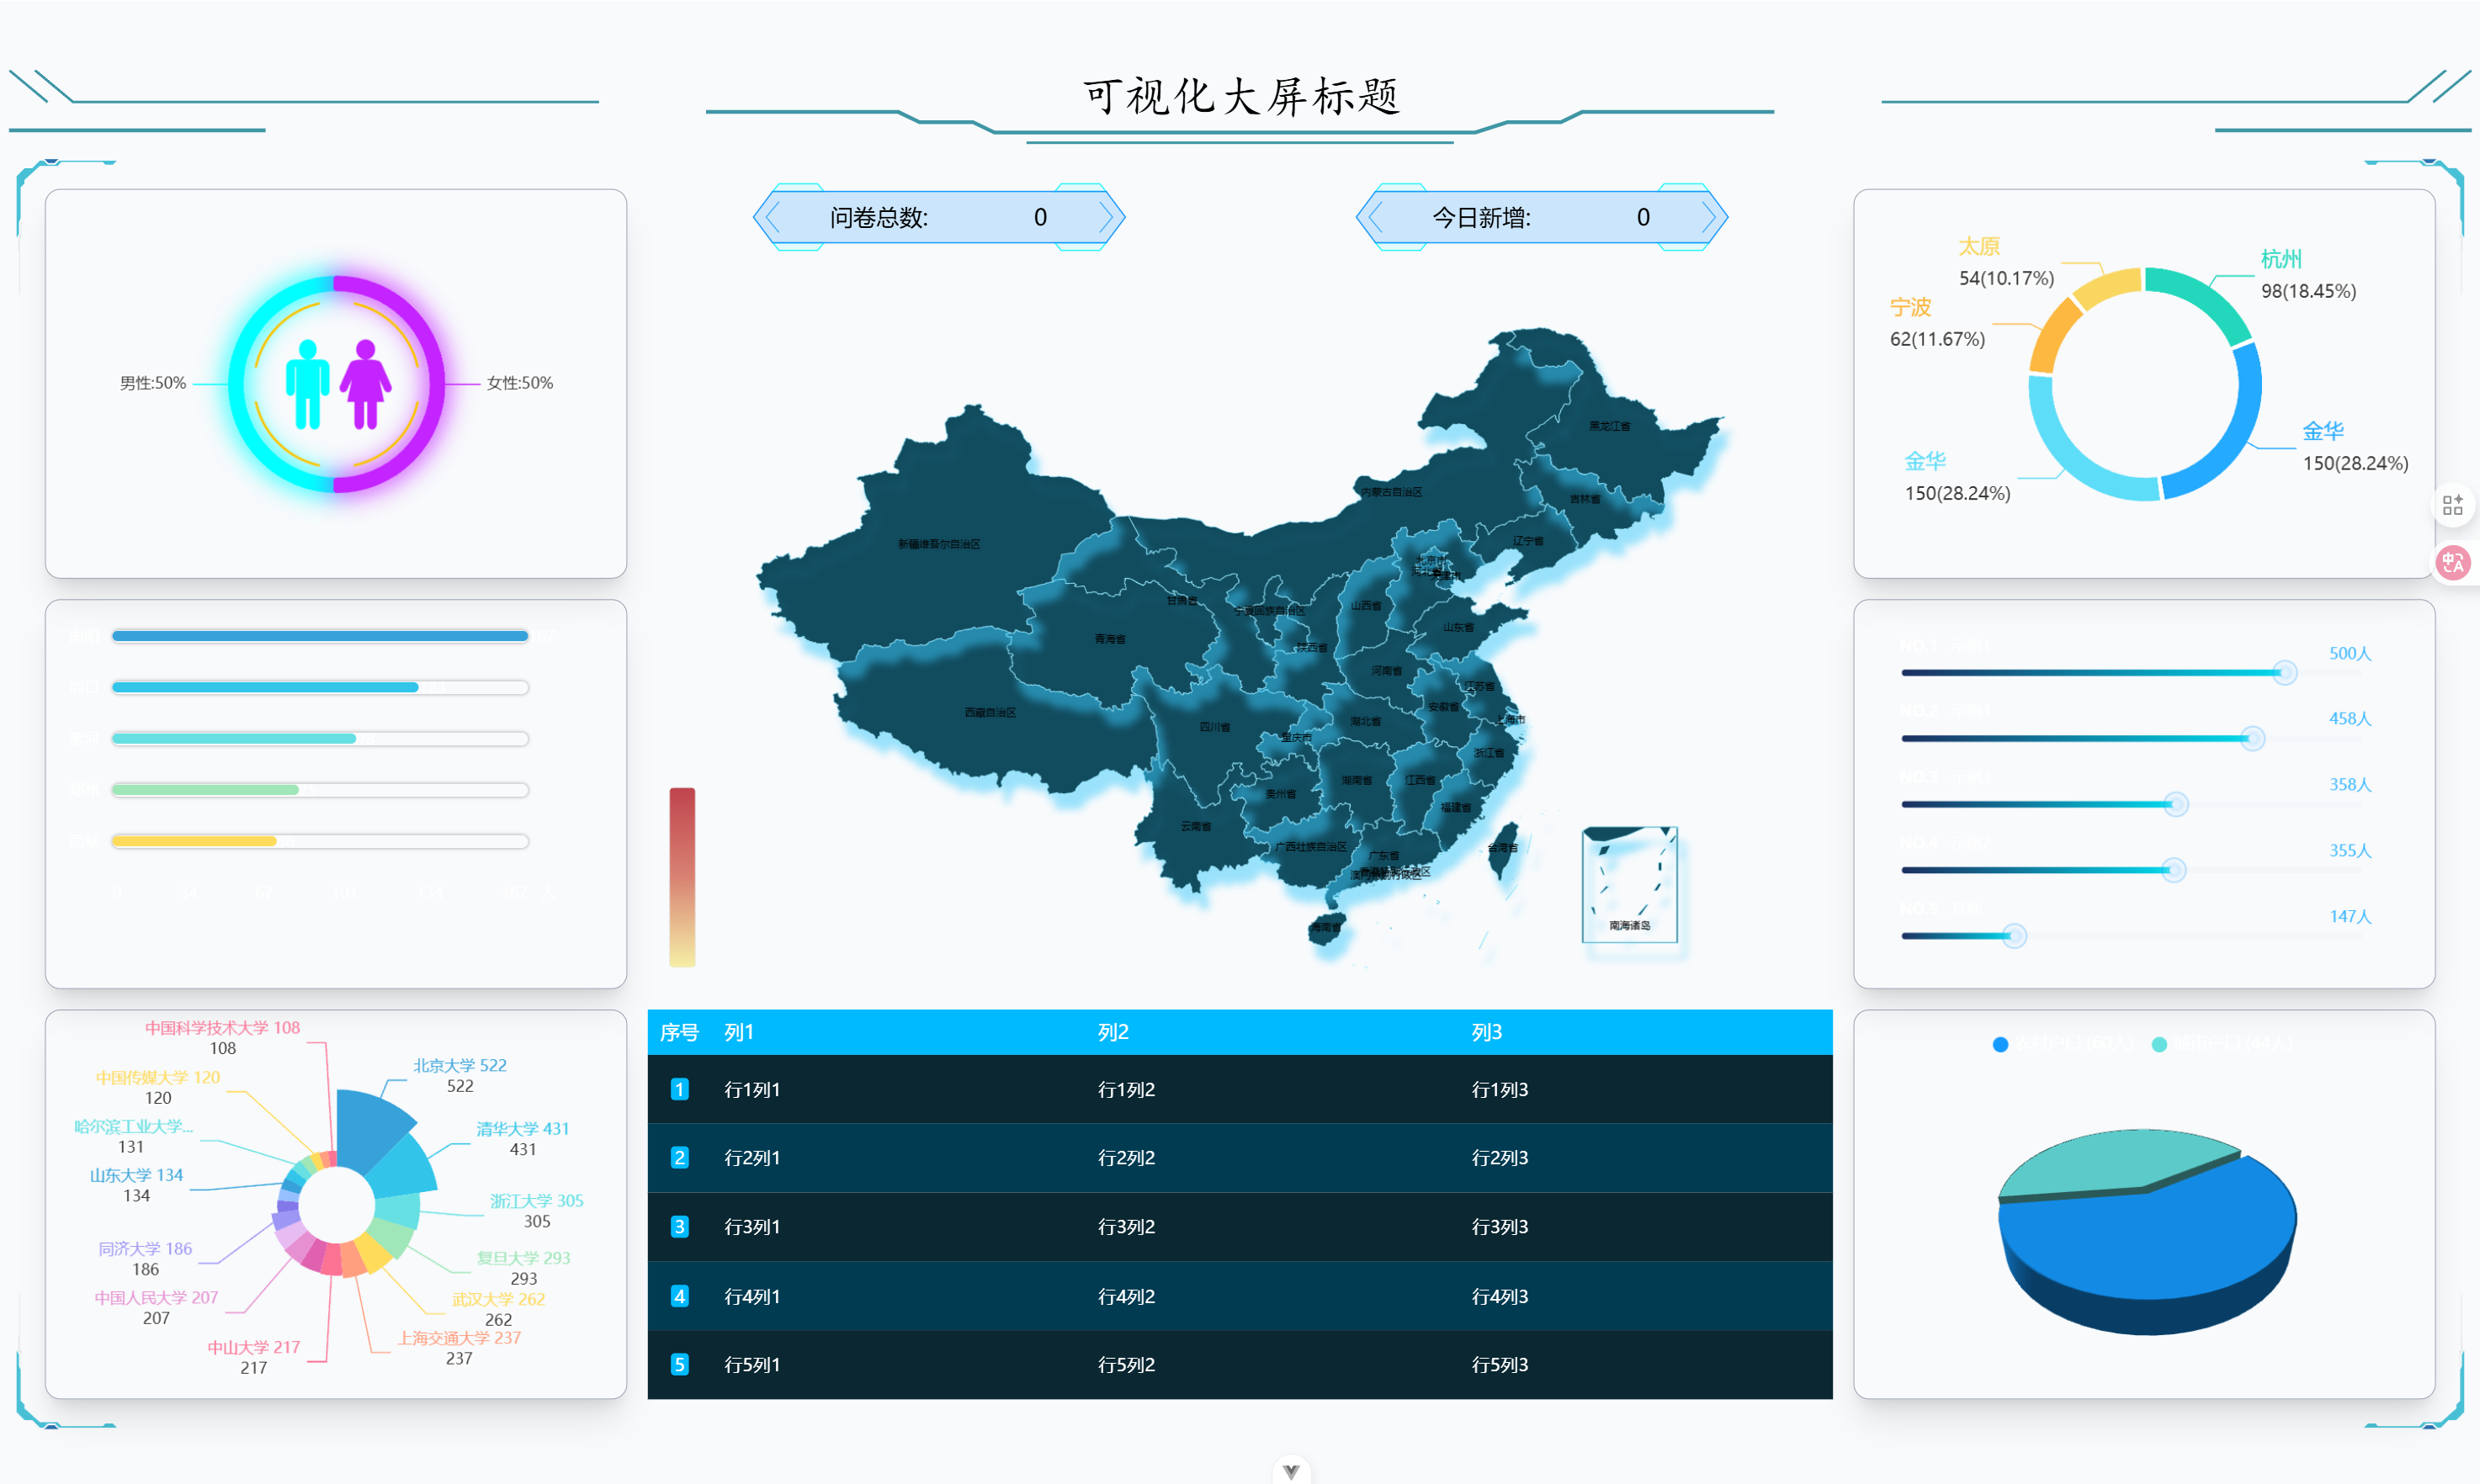 可视化大屏标题
问卷总数: 0
今日新增: 0
男性:50%
女性:50%
太原
54(10.17%)
杭州
98(18.45%)
宁波
62(11.67%)
金华
150(28.24%)
金华
150(28.24%)
黑龙江省
内蒙古自治区
吉林省
辽宁省
新疆维吾尔自治区
北京市
甘肃省
宁夏回族自治区
山西省
青海省
山东省
陕西省
河南省
江苏省
西藏自治区
安徽省
四川省
湖北省
上海市
重庆市
浙江省
湖南省
江西省
贵州省
福建省
云南省
广西壮族自治区
广东省
台湾省
海南省
南海诸岛
500人
458人
358人
355人
147人
中国科学技术大学 108
108
北京大学 522
522
中国传媒大学 120
120
清华大学 431
431
哈尔滨工业大学...
131
山东大学 134
134
浙江大学 305
305
同济大学 186
186
复旦大学 293
293
中国人民大学 207
207
武汉大学 262
262
上海交通大学 237
237
中山大学 217
217
序号 列1 列2 列3
1 行1列1 行1列2 行1列3
2 行2列1 行2列2 行2列3
3 行3列1 行3列2 行3列3
4 行4列1 行4列2 行4列3
5 行5列1 行5列2 行5列3